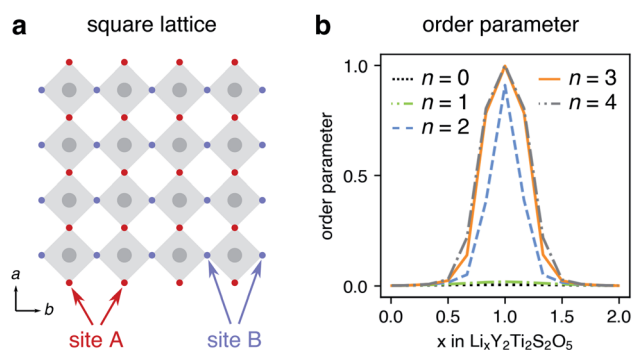 a square lattice
a
b
site A
site B
b order parameter
order parameter
1.0
0.5
0.0
n = 0
n = 1
n = 2
n = 3
n = 4
0.0 0.5 1.0 1.5 2.0
x in LiₓY₂Ti₂S₂O₅